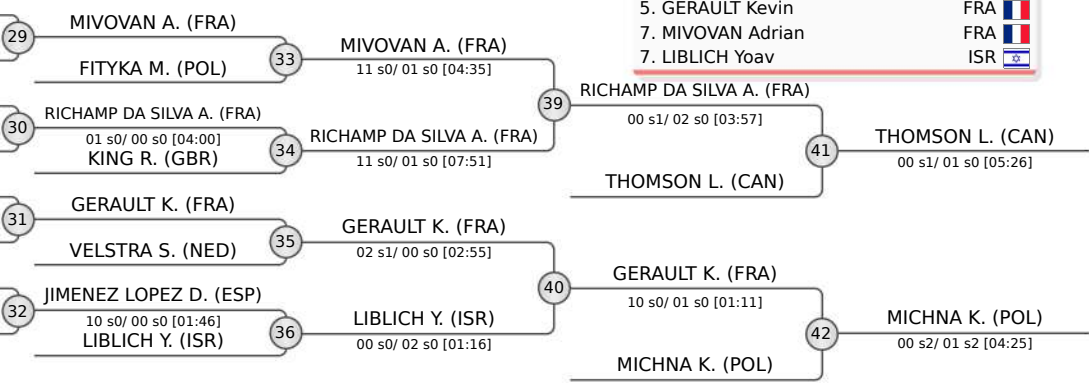 5. GERAULT Kevin FRA
7. MIVOVAN Adrian FRA
7. LIBLICH Yoav ISR
29
MIVOVAN A. (FRA)
FITYKA M. (POL)
33
MIVOVAN A. (FRA)
11 s0/ 01 s0 [04:35]
30
RICHAMP DA SILVA A. (FRA)
01 s0/ 00 s0 [04:00]
KING R. (GBR)
34
RICHAMP DA SILVA A. (FRA)
11 s0/ 01 s0 [07:51]
39
RICHAMP DA SILVA A. (FRA)
00 s1/ 02 s0 [03:57]
THOMSON L. (CAN)
41
THOMSON L. (CAN)
00 s1/ 01 s0 [05:26]
31
GERAULT K. (FRA)
VELSTRA S. (NED)
35
GERAULT K. (FRA)
02 s1/ 00 s0 [02:55]
32
JIMENEZ LOPEZ D. (ESP)
10 s0/ 00 s0 [01:46]
LIBLICH Y. (ISR)
36
LIBLICH Y. (ISR)
00 s0/ 02 s0 [01:16]
40
GERAULT K. (FRA)
10 s0/ 01 s0 [01:11]
MICHNA K. (POL)
42
MICHNA K. (POL)
00 s2/ 01 s2 [04:25]